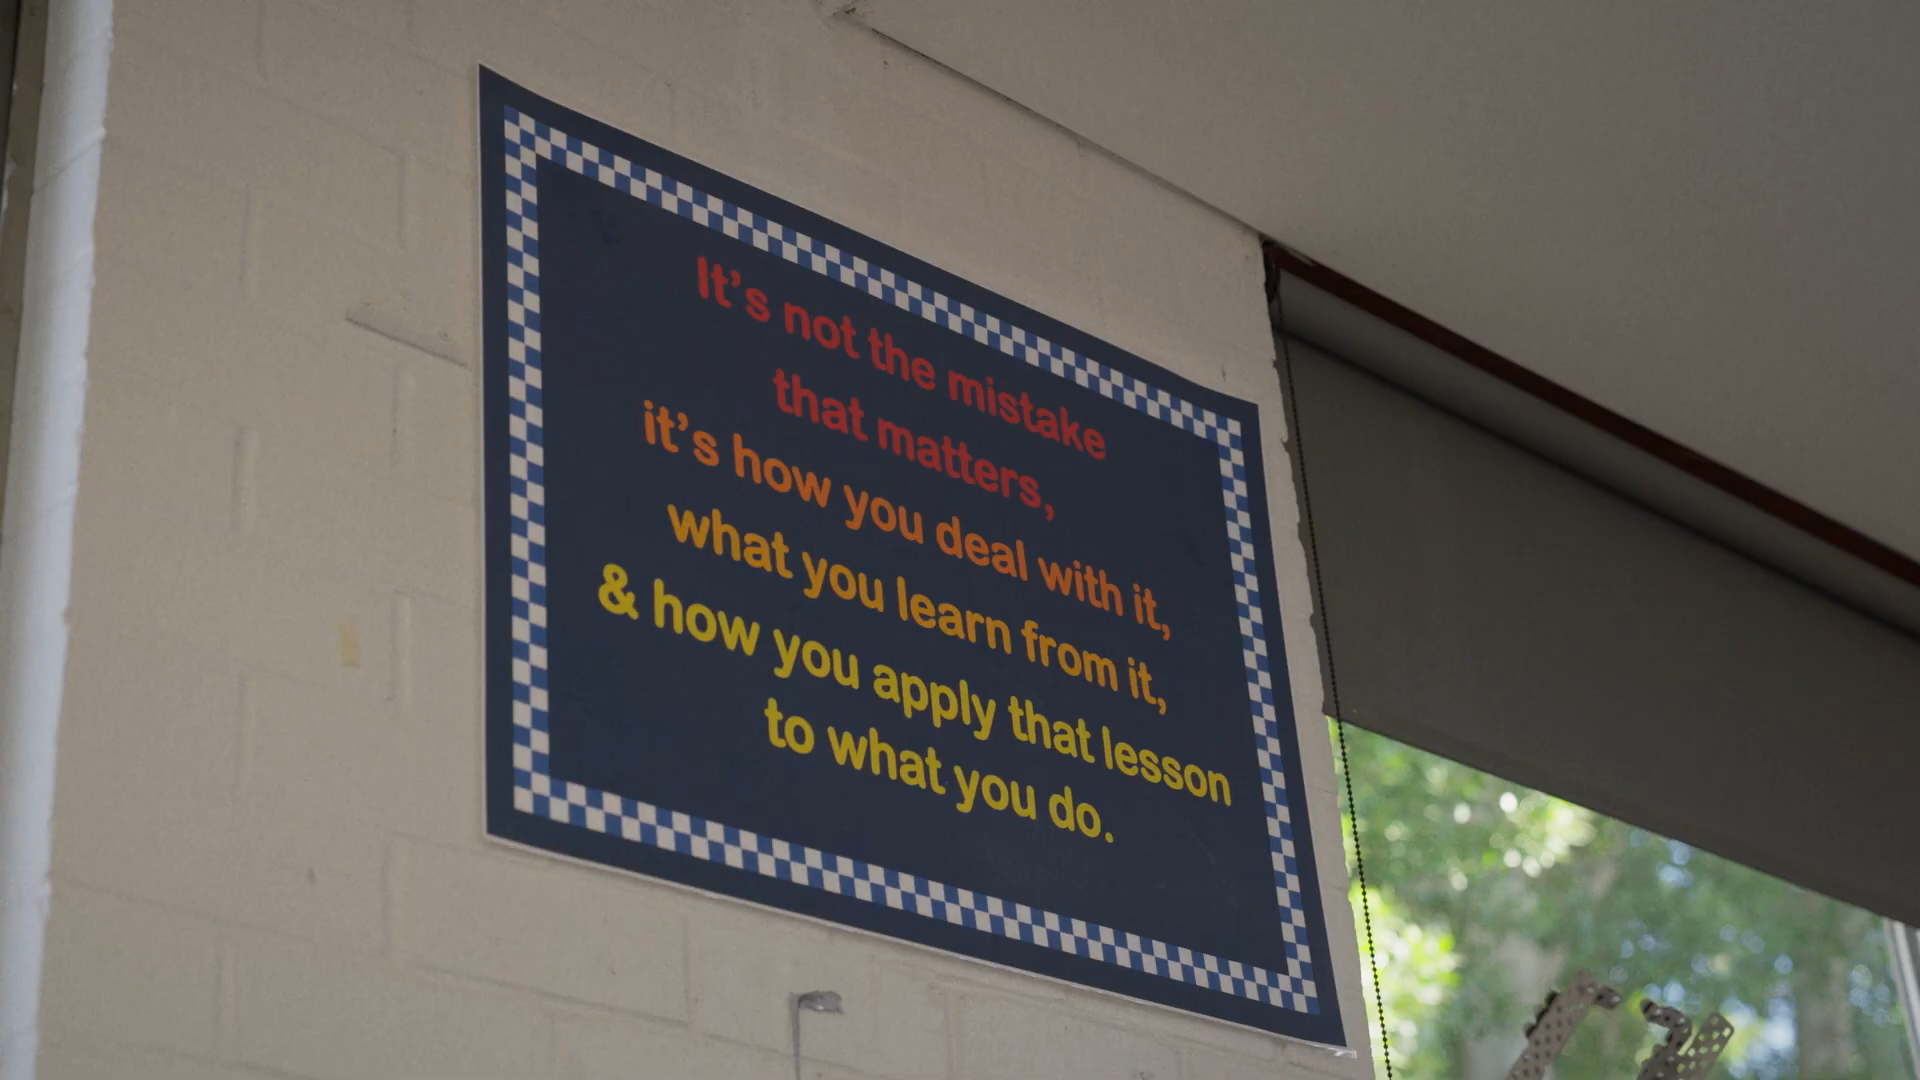 It’s not the mistake
that matters,
it’s how you deal with it,
what you learn from it,
& how you apply that lesson
to what you do.